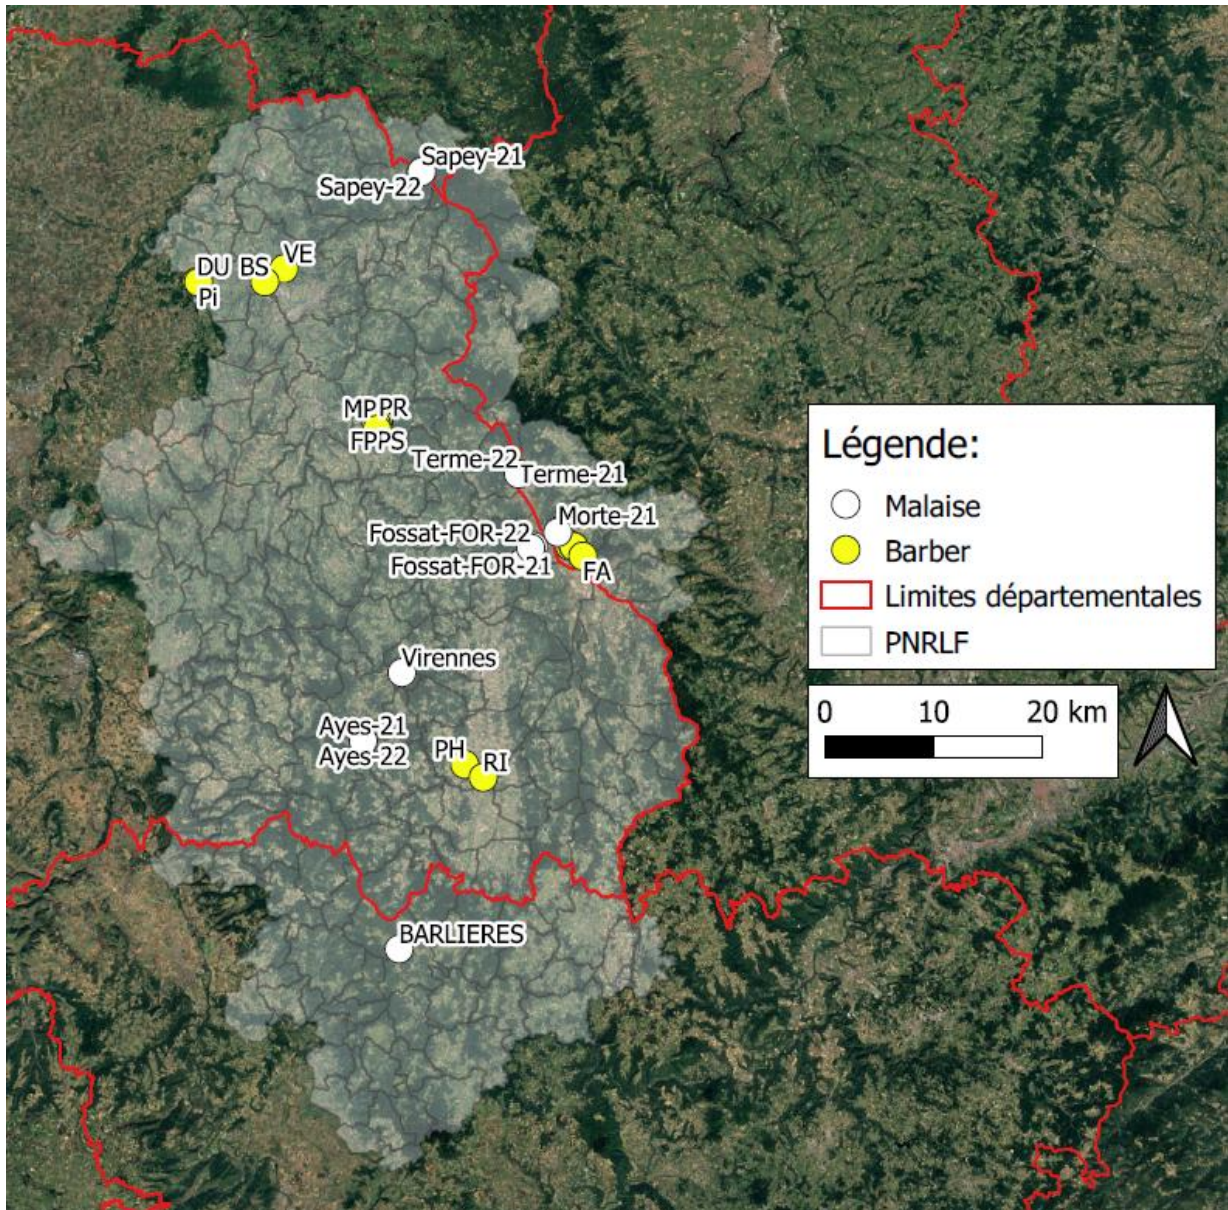 Sapey-21
Sapey-22
DU BS VE
Pi
MPPR
FPPS
Terme-22
Terme-21
Morte-21
Fossat-FOR-22
Fossat-FOR-21
FA
Virennes
Ayes-21
Ayes-22
PH
RI
BARLIERES
Légende:
Malaise
Barber
Limites départementales
PNRLF
0 10 20 km